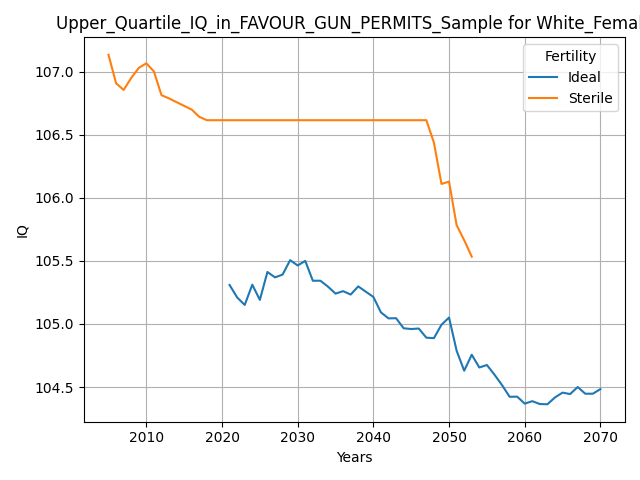 Upper_Quartile_IQ_in_FAVOUR_GUN_PERMITS_Sample for White_Femal
107.0
106.5
106.0
105.5
105.0
104.5
IQ
Fertility
Ideal
Sterile
2010 2020 2030 2040 2050 2060 2070
Years